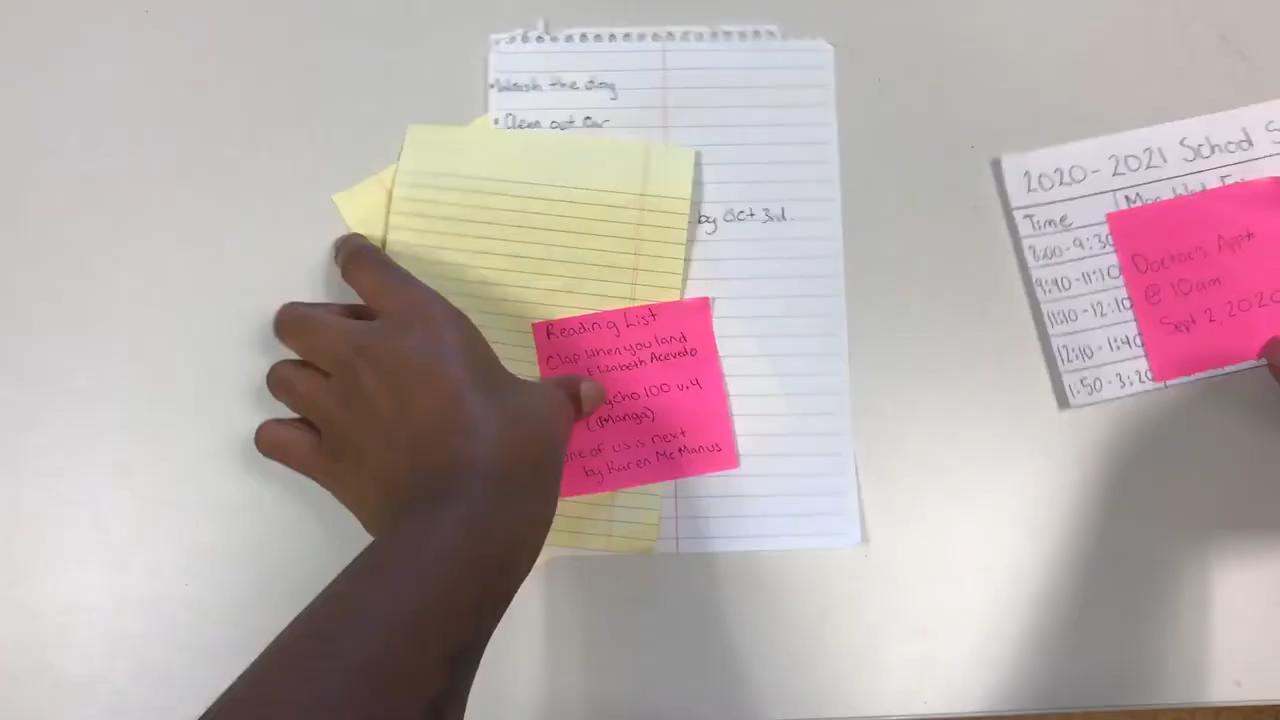 •Wash the dog
•Clean out car
by Oct 3rd.
Reading List
Clap when you land
Elizabeth Acevedo
100 v.4
(Manga)
one of us is next
by Karen McManus
2020-2021 School
Time
8:00-9:30
9:40-11:10
11:10-12:10
12:10-1:40
1:50-3:20
Doctor's Appt
@ 10am
Sept 2, 2020